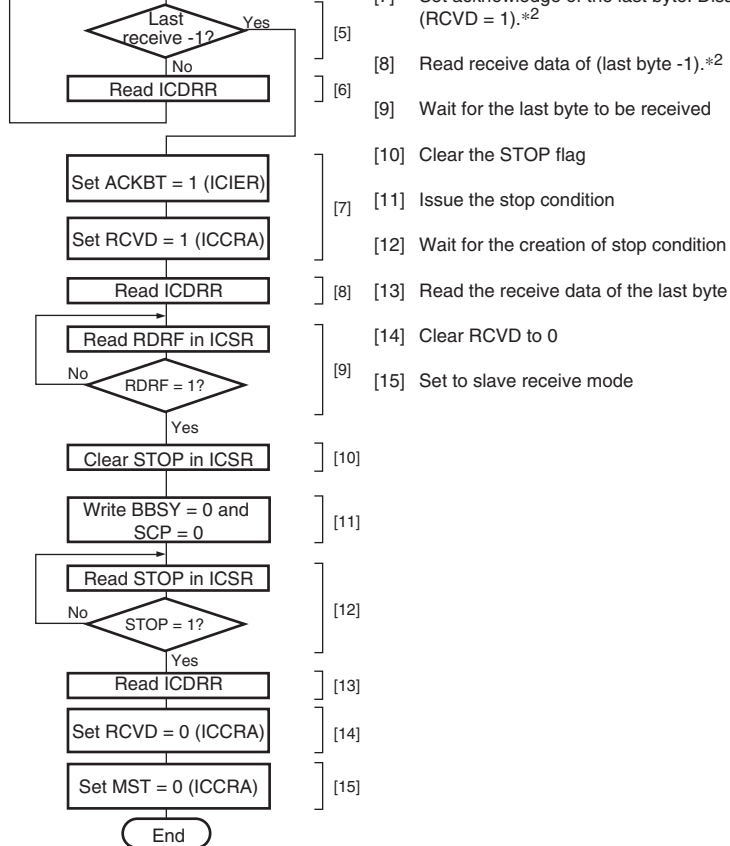 Last
receive -1?
Yes
[5]
No
Read ICDRR
[6]
Set ACKBT = 1 (ICIER)
[7]
Set RCVD = 1 (ICCRA)
Read ICDRR
[8]
Read RDRF in ICSR
[9]
No
RDRF = 1?
Yes
Clear STOP in ICSR
[10]
Write BBSY = 0 and
SCP = 0
[11]
Read STOP in ICSR
[12]
No
STOP = 1?
Yes
Read ICDRR
[13]
Set RCVD = 0 (ICCRA)
[14]
Set MST = 0 (ICCRA)
[15]
End
(RCVD = 1).*2
[8] Read receive data of (last byte -1).*2
[9] Wait for the last byte to be received
[10] Clear the STOP flag
[11] Issue the stop condition
[12] Wait for the creation of stop condition
[13] Read the receive data of the last byte
[14] Clear RCVD to 0
[15] Set to slave receive mode